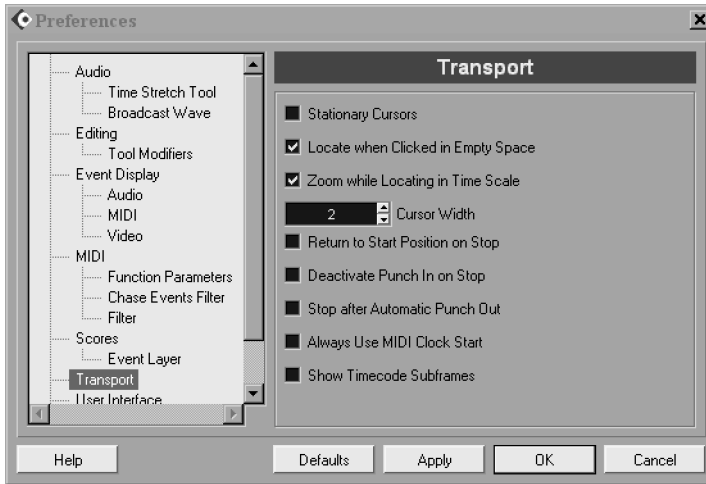 Preferences
Audio
Time Stretch Tool
Broadcast Wave
Editing
Tool Modifiers
Event Display
Audio
MIDI
Video
MIDI
Function Parameters
Chase Events Filter
Filter
Scores
Event Layer
Transport
User Interface
Transport
Stationary Cursors
Locate when Clicked in Empty Space
Zoom while Locating in Time Scale
2 Cursor Width
Return to Start Position on Stop
Deactivate Punch In on Stop
Stop after Automatic Punch Out
Always Use MIDI Clock Start
Show Timecode Subframes
Help Defaults Apply OK Cancel